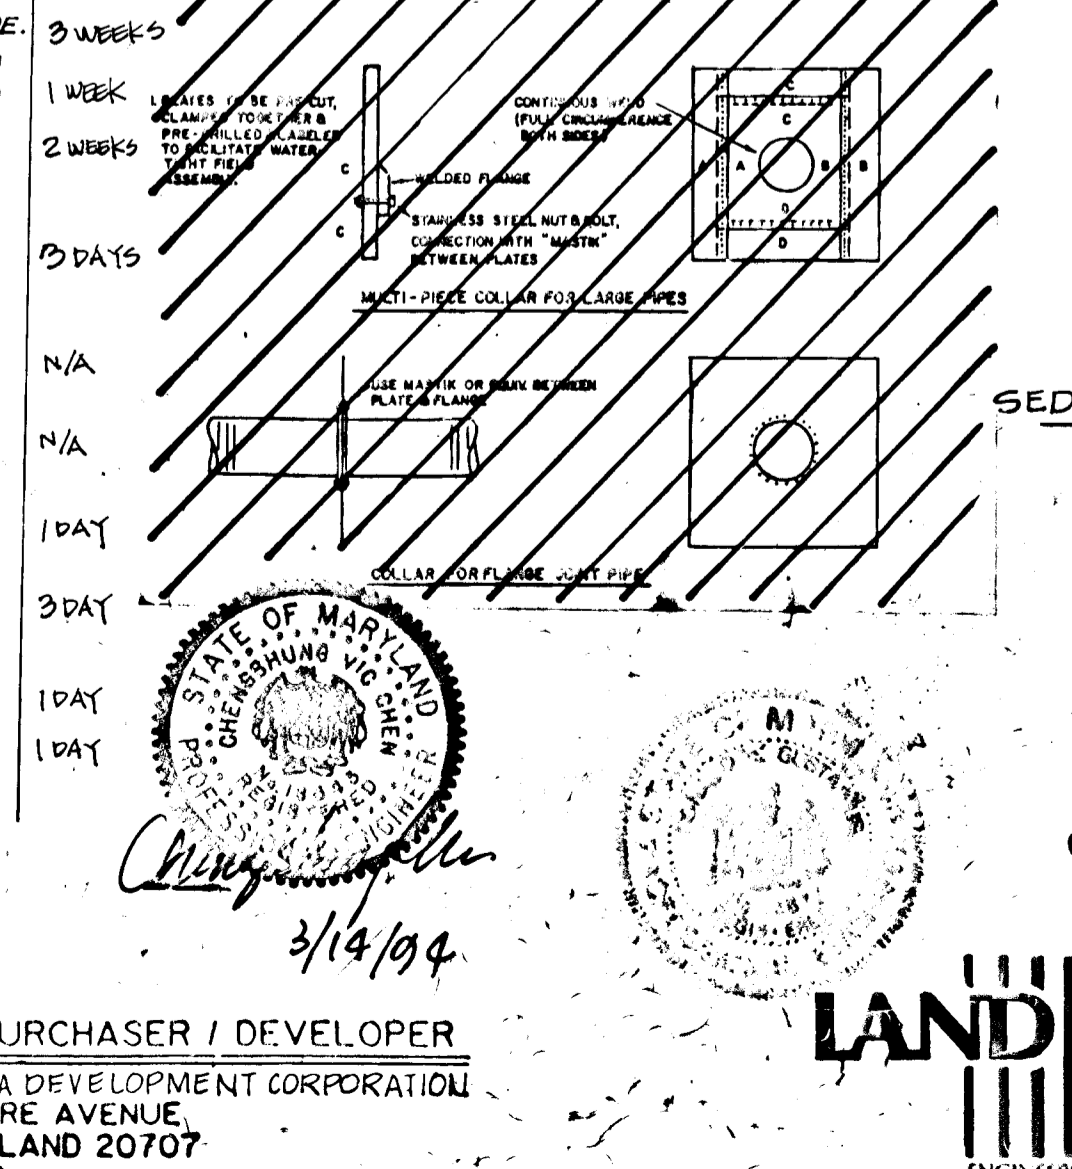 E.
3 WEEKS
1 WEEK
2 WEEKS
3 DAYS
N/A
N/A
1 DAY
3 DAY
1 DAY
1 DAY
TO BE PRE-CUT,
CLAMPED TOGETHER &
PRE-DRILLED LABELED
TO FACILITATE WATER-
TIGHT FIELD
ASSEMBLY.
C
C
WELDED FLANGE
STAINLESS STEEL NUT & BOLT,
CONNECTION WITH "MASTIK"
BETWEEN PLATES
CONTINUOUS WELD
(FULL CIRCUMFERENCE
BOTH SIDES)
C
C
A A B B
D
D
MULTI-PIECE COLLAR FOR LARGE PIPES
USE MASTIK OR EQUIV. BETWEEN
PLATE & FLANGE
COLLAR FOR FLANGE JOINT PIPE
SED
STATE OF MARYLAND
CHENGSHUNG VIC CHEN
REGISTERED
PROFESSIONAL ENGINEER
3/14/94
URCHASER / DEVELOPER
A DEVELOPMENT CORPORATION
RE AVENUE
LAND 20707
LAND